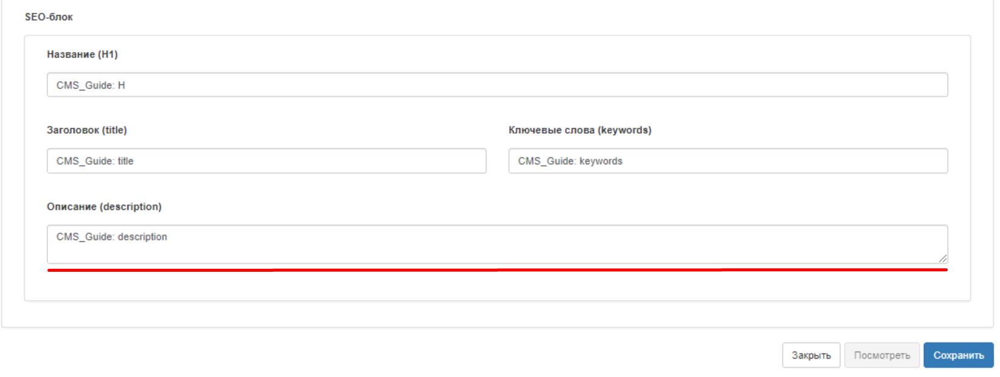 SEO-блок
Название (H1)
CMS_Guide: H
Заголовок (title)
Ключевые слова (keywords)
CMS_Guide: title
CMS_Guide: keywords
Описание (description)
CMS_Guide: description
Закрыть
Посмотреть
Сохранить